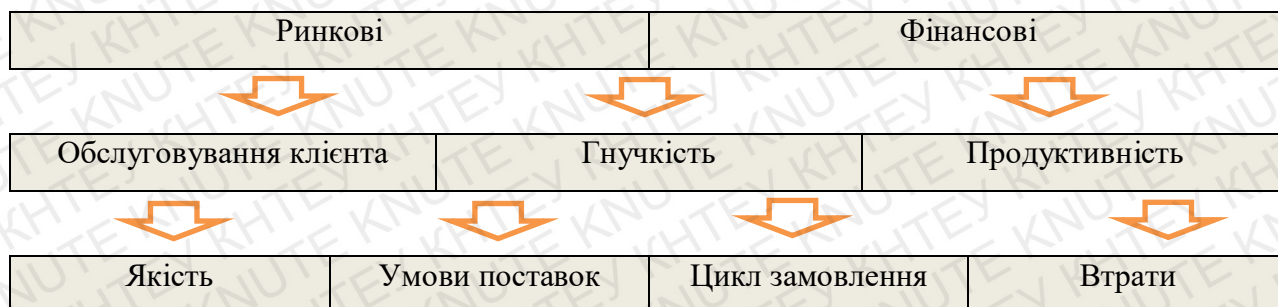 Ринкові Фінансові
Обслуговування клієнта Гнучкість Продуктивність
Якість Умови поставок Цикл замовлення Втрати